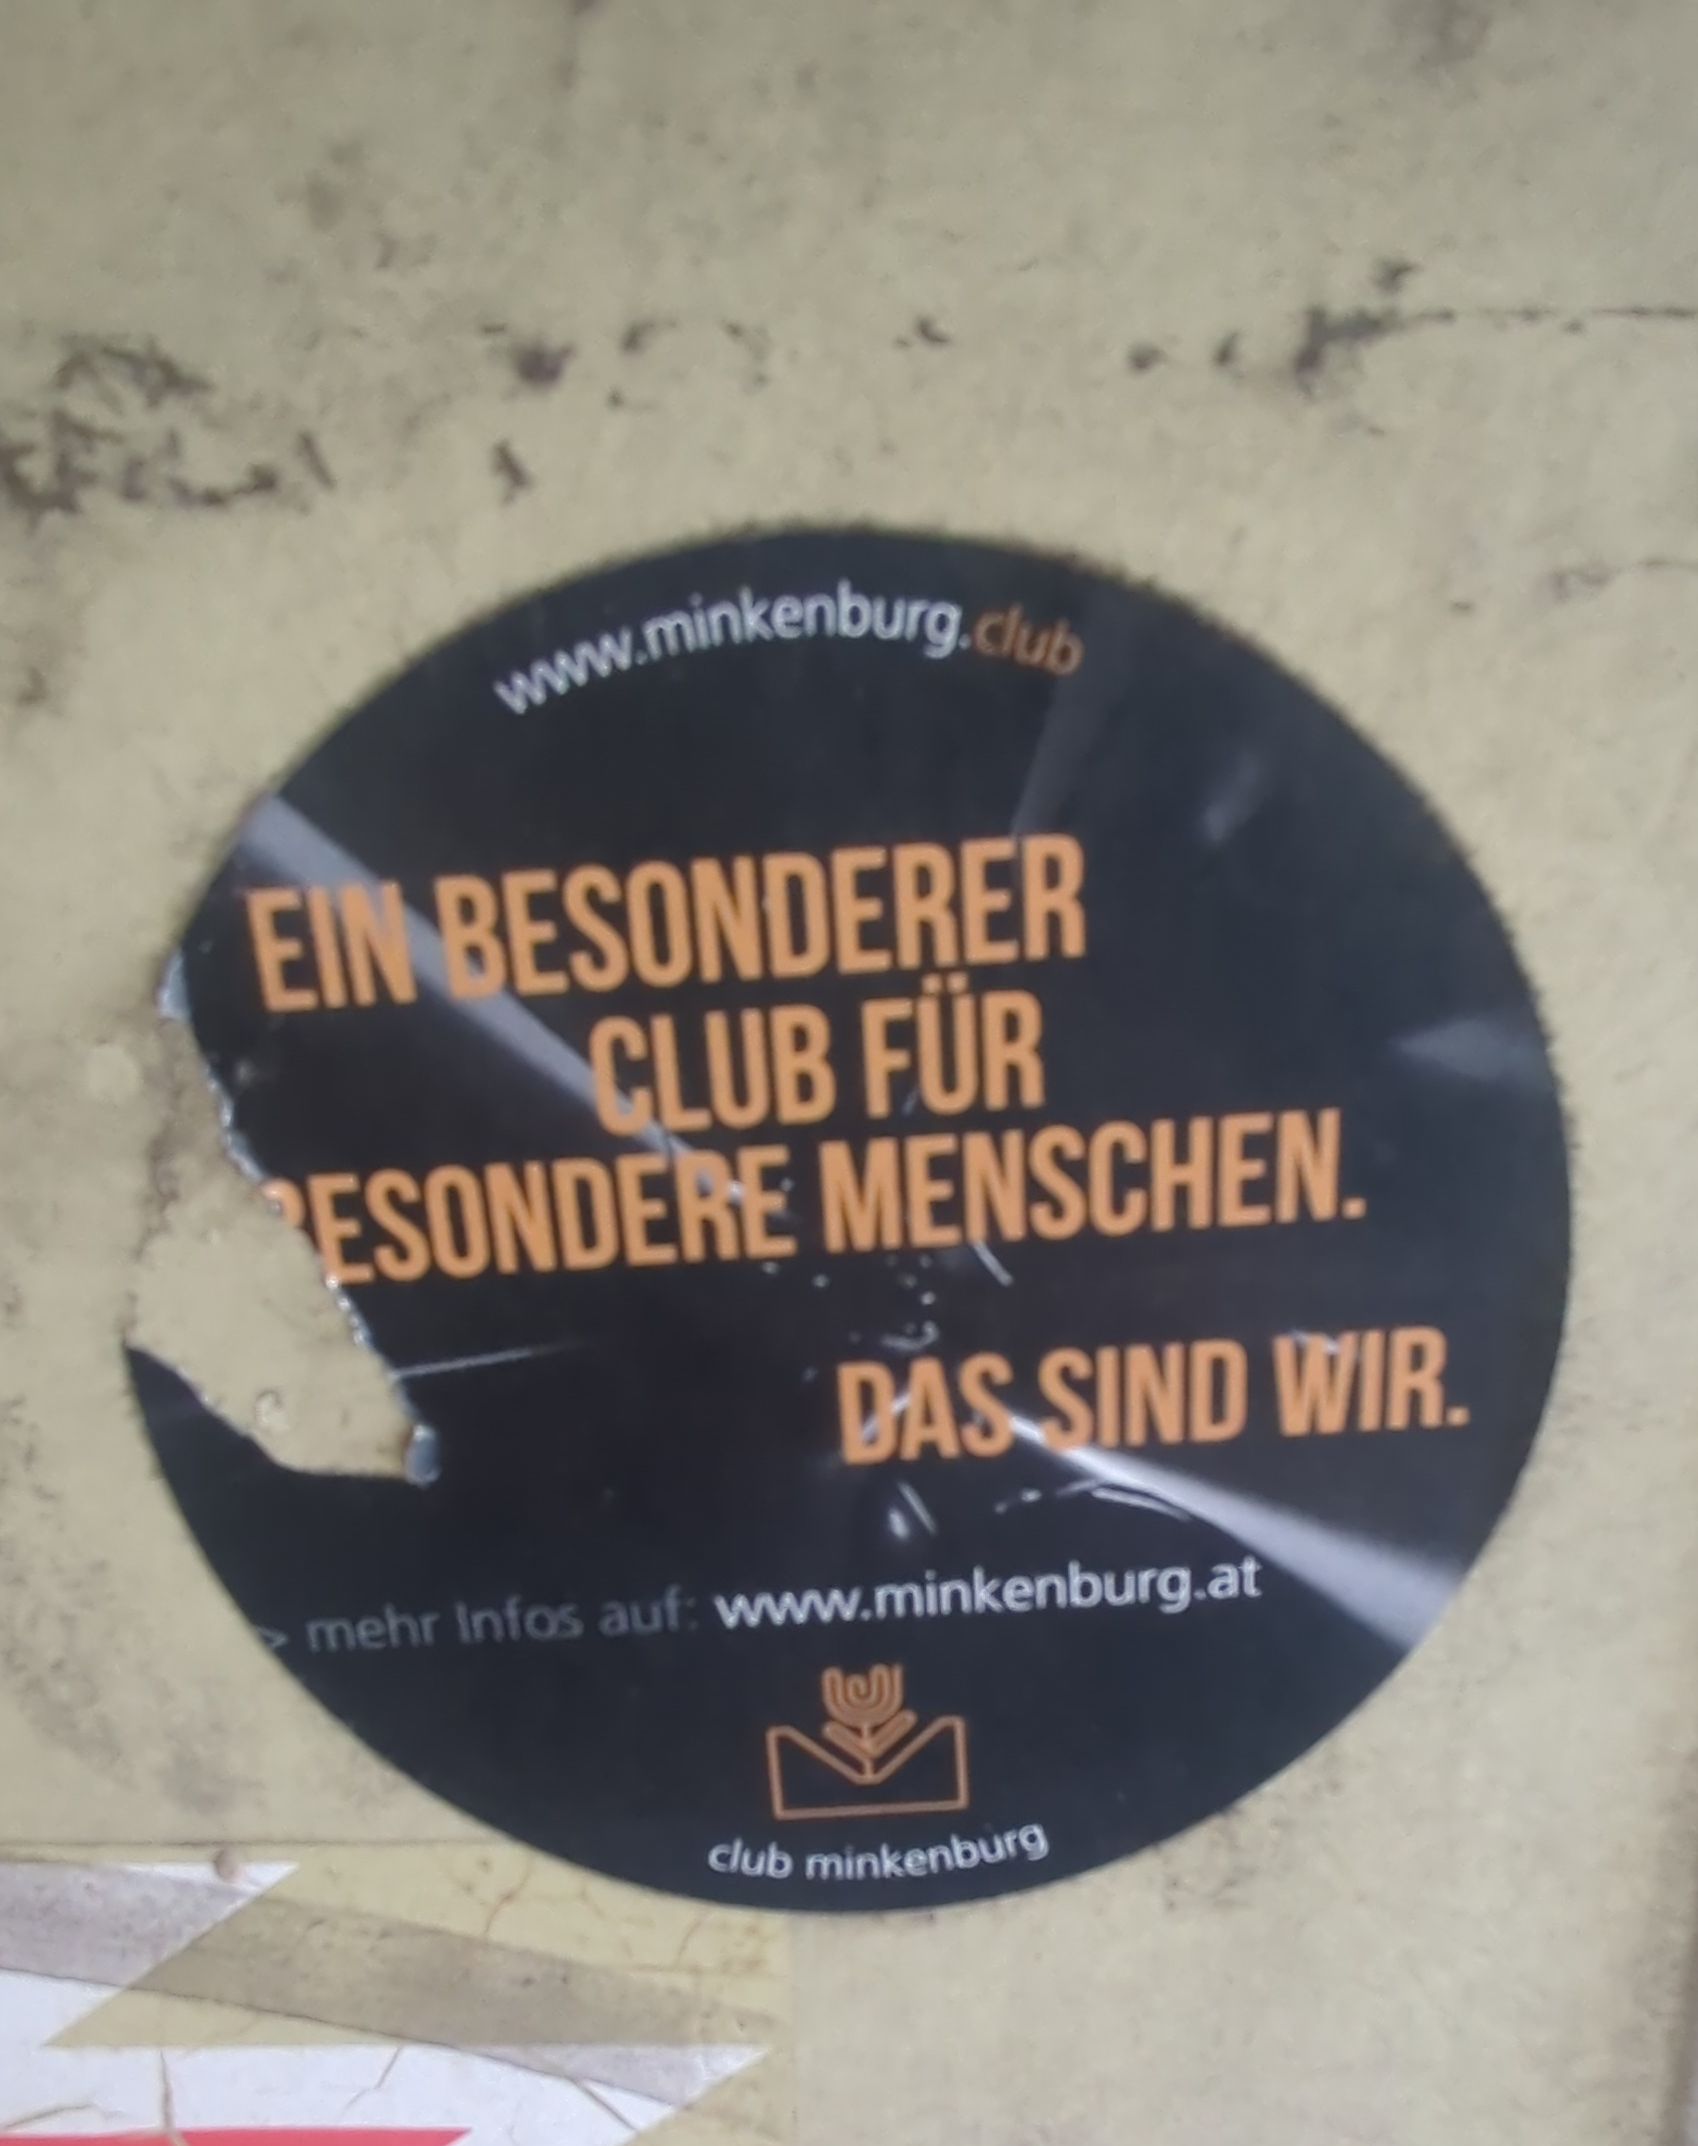 www.minkenburg.club
EIN BESONDERER
CLUB FÜR
BESONDERE MENSCHEN.
DAS SIND WIR.
> mehr Infos auf: www.minkenburg.at
club minkenburg